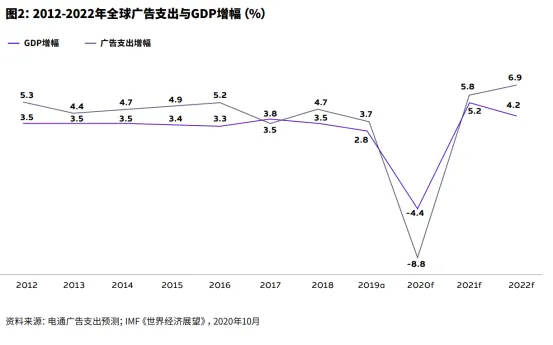 图2：2012-2022年全球广告支出与GDP增幅（%）
GDP增幅 广告支出增幅
5.3 4.4 4.7 4.9 5.2 3.8 4.7 3.7 5.8 6.9
3.5 3.5 3.5 3.4 3.3 3.5 3.5 2.8 5.2 4.2
-4.4
-8.8
2012 2013 2014 2015 2016 2017 2018 2019a 2020f 2021f 2022f
资料来源：电通广告支出预测；IMF《世界经济展望》，2020年10月